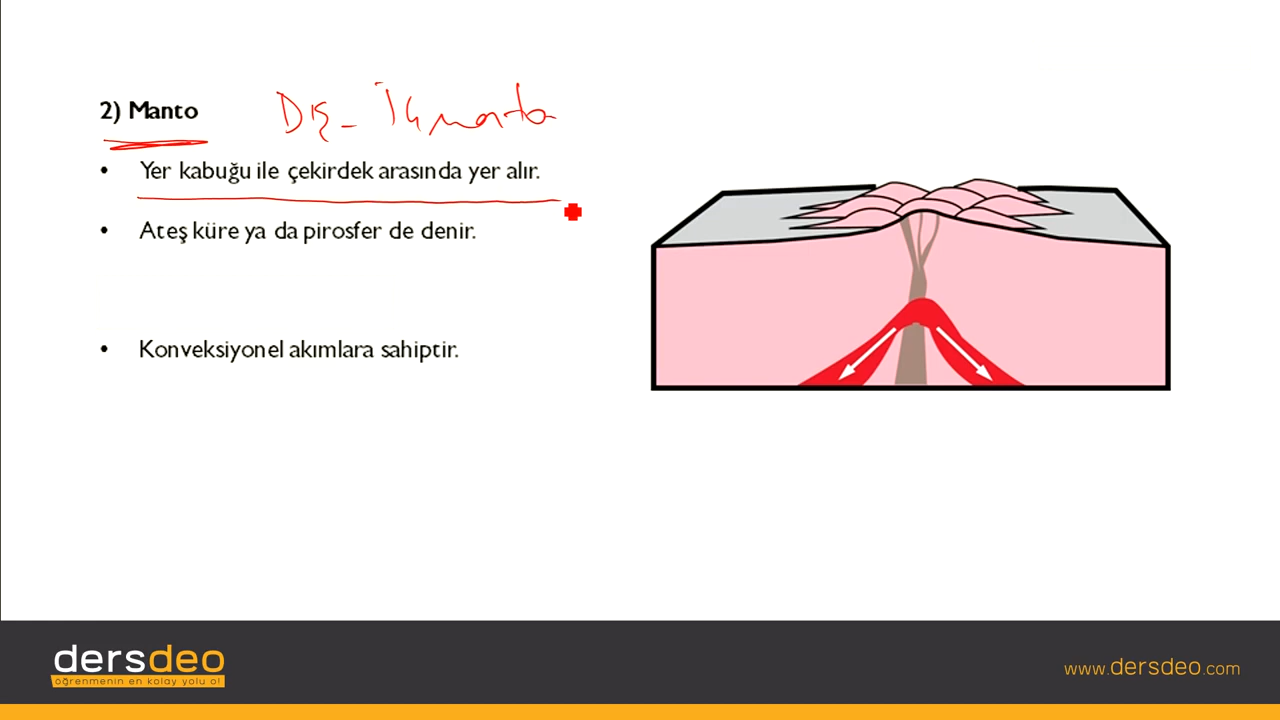 2) Manto
Dış - İç manto
• Yer kabuğu ile çekirdek arasında yer alır.
• Ateş küre ya da pirosfer de denir.
• Konveksiyonel akımlara sahiptir.
dersdeo
öğrenmenin en kolay yolu o!
www.dersdeo.com